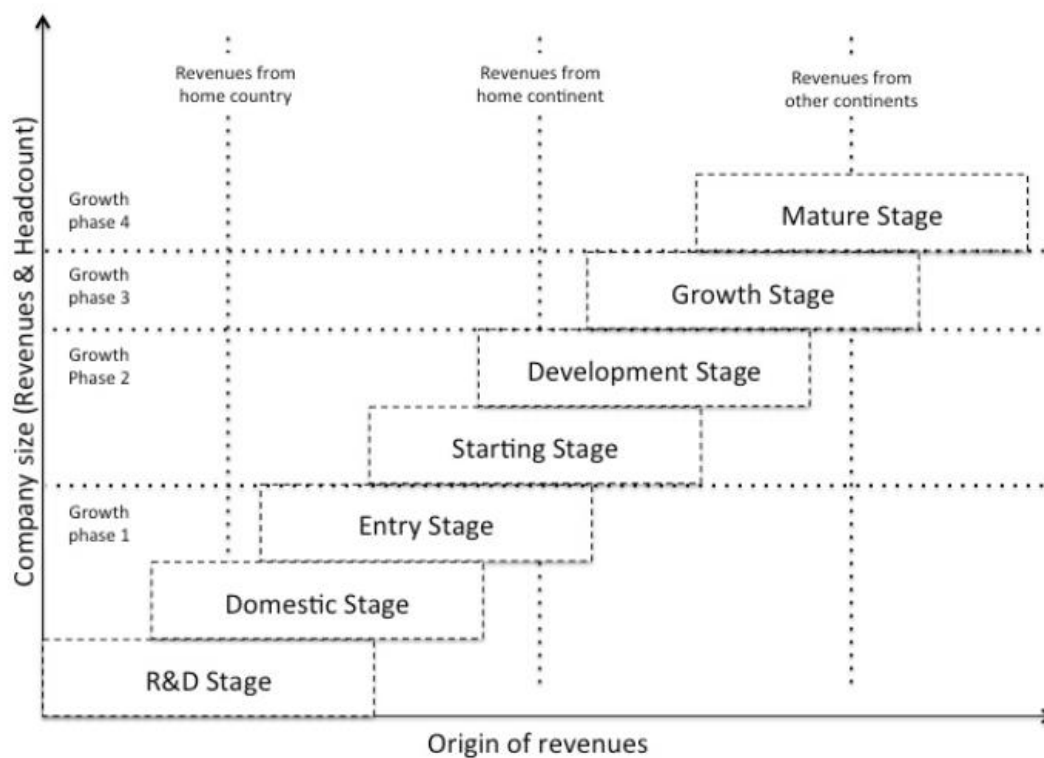 Revenues from
home country
Revenues from
home continent
Revenues from
other continents
Growth
phase 4
Mature Stage
Growth
phase 3
Growth Stage
Growth
Phase 2
Development Stage
Starting Stage
Growth
phase 1
Entry Stage
Domestic Stage
R&D Stage
Company size (Revenues & Headcount)
Origin of revenues